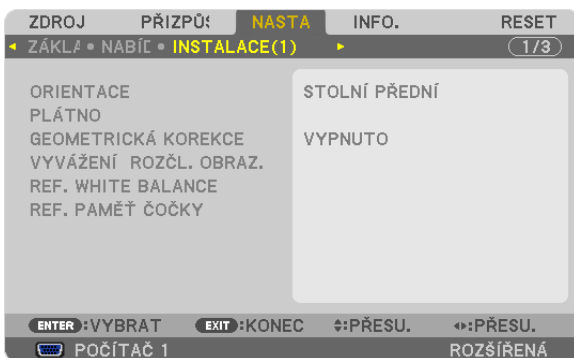 ZDROJ PŘIZPŮS NASTA INFO. RESET
ZÁKLA • NABÍD • INSTALACE(1) 1/3
ORIENTACE STOLNÍ PŘEDNÍ
PLÁTNO
GEOMETRICKÁ KOREKCE VYPNUTO
VYVÁŽENÍ ROZČL. OBRAZ.
REF. WHITE BALANCE
REF. PAMĚŤ ČOČKY
ENTER :VYBRAT EXIT :KONEC :PŘESU. :PŘESU.
POČÍTAČ 1 ROZŠÍŘENÁ